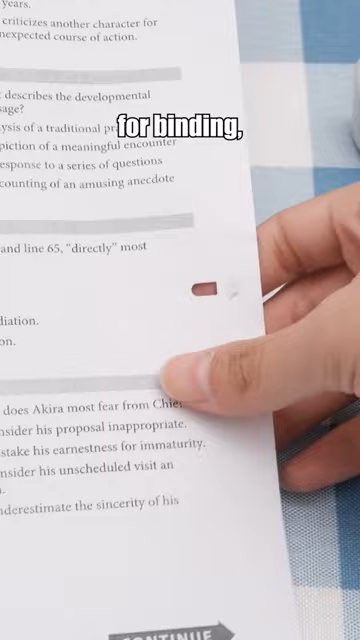 years.
criticizes another character for
nexpected course of action.
describes the developmental
sage?
ysis of a traditional
for binding,
piction of a meaningful encounter
esponse to a series of questions
counting of an amusing anecdote
and line 65, “directly” most
diation.
on.
does Akira most fear from Chie?
nsider his proposal inappropriate.
stake his earnestness for immaturity.
nsider his unscheduled visit an
nderestimate the sincerity of his
CONTINUE